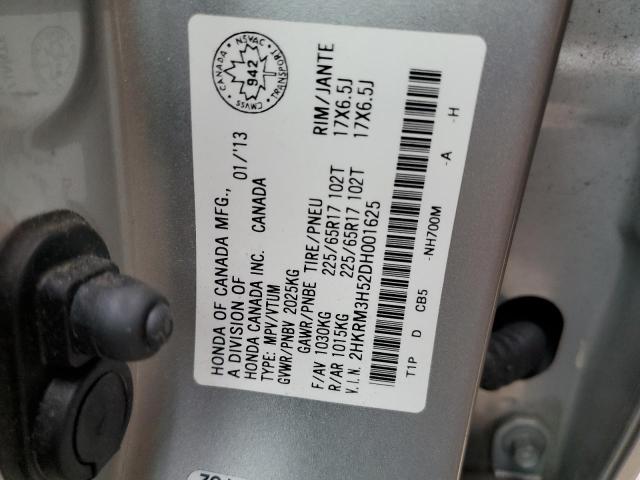 HONDA OF CANADA MFG., 01/'13
A DIVISION OF
HONDA CANADA INC. CANADA
TYPE: MPV/VTUM
GVWR/PNBV 2025KG
GAWR/PNBE TIRE/PNEU RIM/JANTE
F/AV 1030KG 225/65R17 102T 17X6.5J
R/AR 1015KG 225/65R17 102T 17X6.5J
V.I.N. 2HKRM3H52DH001625
T1P D CB5 -NH700M -A -H
CANADA · NSVAC · TRANSPORT · CMVSS
942